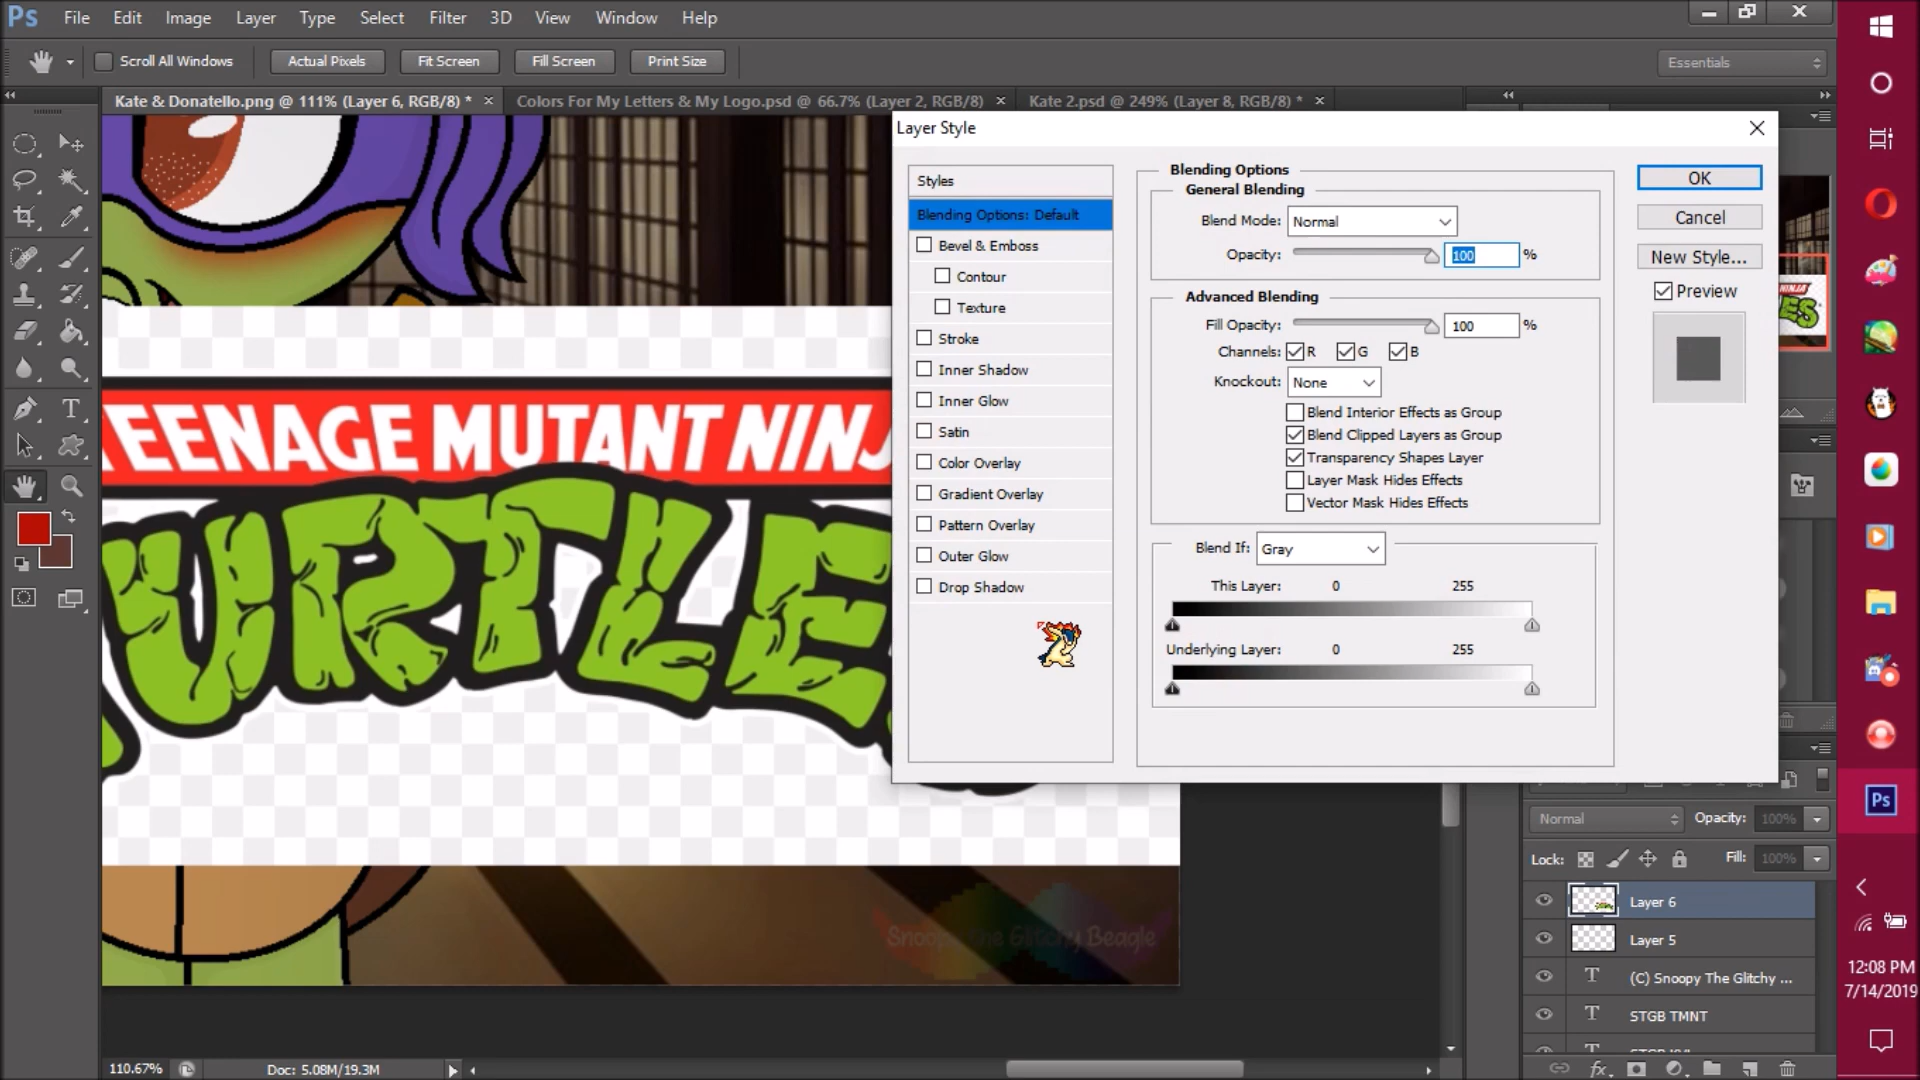 Ps File Edit Image Layer Type Select Filter 3D View Window Help
Scroll All Windows Actual Pixels Fit Screen Fill Screen Print Size Essentials
Kate & Donatello.png @ 111% (Layer 6, RGB/8) * × Colors For My Letters & My Logo.psd @ 66.7% (Layer 2, RGB/8) × Kate 2.psd @ 249% (Layer 8, RGB/8) * ×
Layer Style
Styles
Blending Options: Default
Bevel & Emboss
Contour
Texture
Stroke
Inner Shadow
Inner Glow
Satin
Color Overlay
Gradient Overlay
Pattern Overlay
Outer Glow
Drop Shadow
Blending Options
General Blending
Blend Mode: Normal
Opacity: 100 %
Advanced Blending
Fill Opacity: 100 %
Channels: R G B
Knockout: None
Blend Interior Effects as Group
Blend Clipped Layers as Group
Transparency Shapes Layer
Layer Mask Hides Effects
Vector Mask Hides Effects
Blend If: Gray
This Layer: 0 255
Underlying Layer: 0 255
OK
Cancel
New Style...
Preview
NINJA
LES
TEENAGE MUTANT NINJ
URTLE
Snoopy The Glitchy Beagle
Normal Opacity: 100%
Lock: Fill: 100%
Layer 6
Layer 5
T (C) Snoopy The Glitchy ...
T STGB TMNT
Ps
12:08 PM
7/14/2019
110.67% Doc: 5.08M/19.3M
fx